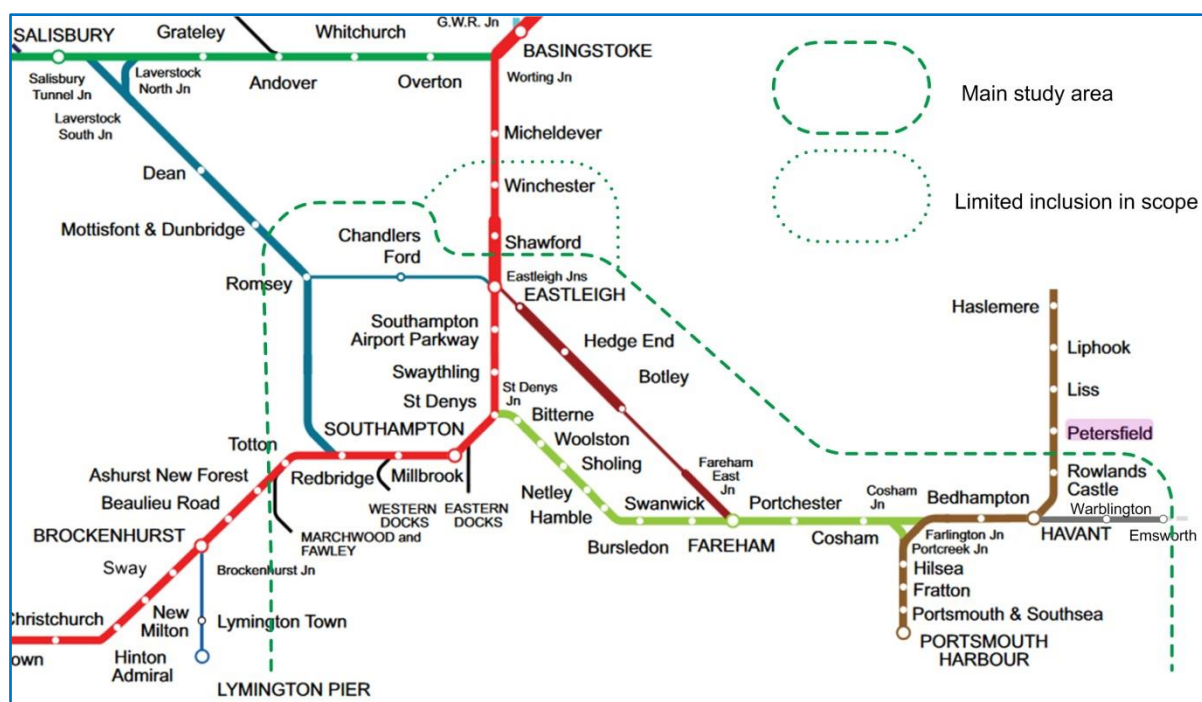 G.W.R. Jn
SALISBURY
Grateley
Whitchurch
BASINGSTOKE
Salisbury
Tunnel Jn
Laverstock
North Jn
Andover
Overton
Worting Jn
Laverstock
South Jn
Main study area
Micheldever
Dean
Winchester
Limited inclusion in scope
Mottisfont & Dunbridge
Chandlers
Ford
Shawford
Romsey
Eastleigh Jns
EASTLEIGH
Haslemere
Southampton
Airport Parkway
Hedge End
Liphook
Swaythling
Botley
Liss
St Denys
St Denys
Jn
Bitterne
Petersfield
Totton
SOUTHAMPTON
Woolston
Sholing
Fareham
East
Jn
Rowlands
Castle
Ashurst New Forest
Redbridge
Millbrook
Netley
Swanwick
Portchester
Cosham
Jn
Bedhampton
Warblington
Beaulieu Road
WESTERN
DOCKS
EASTERN
DOCKS
Hamble
Emsworth
BROCKENHURST
MARCHWOOD and
FAWLEY
Bursledon
FAREHAM
Cosham
Farlington Jn
Portcreek Jn
HAVANT
Sway
Brockenhurst Jn
Hilsea
Fratton
Christchurch
New
Milton
Lymington Town
Portsmouth & Southsea
own
Hinton
Admiral
PORTSMOUTH
HARBOUR
LYMINGTON PIER